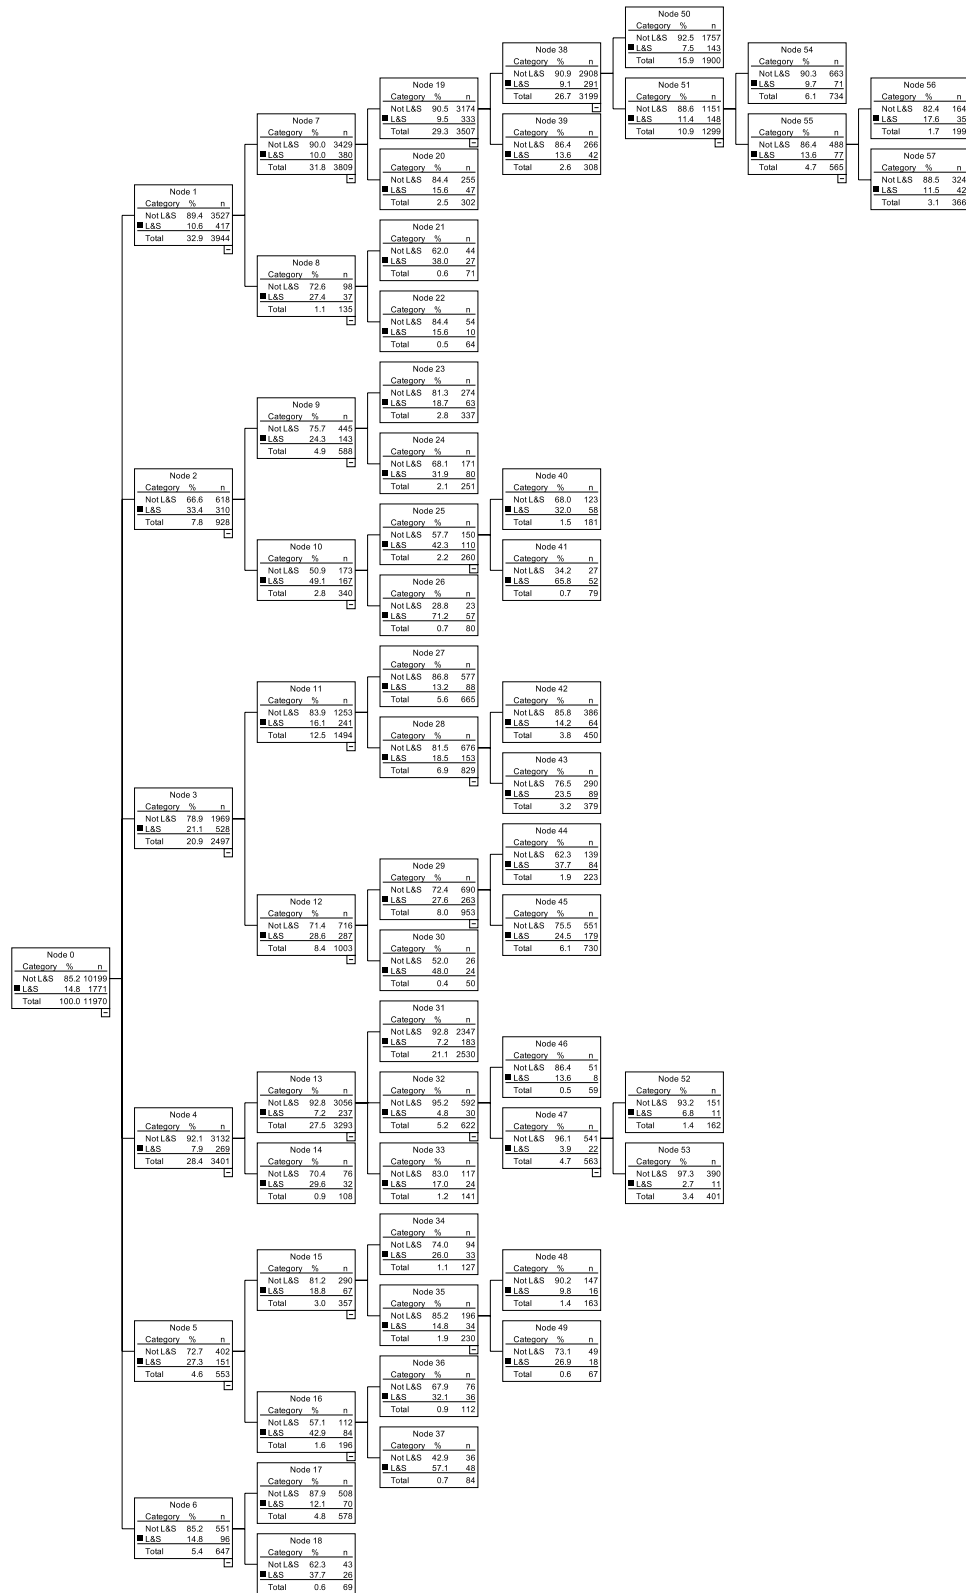 Node 0
Category % n
Not L&S 85.2 10199
L&S 14.8 1771
Total 100.0 11970
Node 1
Category % n
Not L&S 89.4 3527
L&S 10.6 417
Total 32.9 3944
Node 2
Category % n
Not L&S 66.6 618
L&S 33.4 310
Total 7.8 928
Node 3
Category % n
Not L&S 78.9 1969
L&S 21.1 528
Total 20.9 2497
Node 4
Category % n
Not L&S 92.1 3132
L&S 7.9 269
Total 28.4 3401
Node 5
Category % n
Not L&S 72.7 402
L&S 27.3 151
Total 4.6 553
Node 6
Category % n
Not L&S 85.2 551
L&S 14.8 96
Total 5.4 647
Node 7
Category % n
Not L&S 90.0 3429
L&S 10.0 380
Total 31.8 3809
Node 8
Category % n
Not L&S 72.6 98
L&S 27.4 37
Total 1.1 135
Node 9
Category % n
Not L&S 75.7 445
L&S 24.3 143
Total 4.9 588
Node 10
Category % n
Not L&S 50.9 173
L&S 49.1 167
Total 2.8 340
Node 11
Category % n
Not L&S 83.9 1253
L&S 16.1 241
Total 12.5 1494
Node 12
Category % n
Not L&S 71.4 716
L&S 28.6 287
Total 8.4 1003
Node 13
Category % n
Not L&S 92.8 3056
L&S 7.2 237
Total 27.5 3293
Node 14
Category % n
Not L&S 70.4 76
L&S 29.6 32
Total 0.9 108
Node 15
Category % n
Not L&S 81.2 290
L&S 18.8 67
Total 3.0 357
Node 16
Category % n
Not L&S 57.1 112
L&S 42.9 84
Total 1.6 196
Node 17
Category % n
Not L&S 87.9 508
L&S 12.1 70
Total 4.8 578
Node 18
Category % n
Not L&S 62.3 43
L&S 37.7 26
Total 0.6 69
Node 19
Category % n
Not L&S 90.5 3174
L&S 9.5 333
Total 29.3 3507
Node 20
Category % n
Not L&S 84.4 255
L&S 15.6 47
Total 2.5 302
Node 21
Category % n
Not L&S 62.0 44
L&S 38.0 27
Total 0.6 71
Node 22
Category % n
Not L&S 84.4 54
L&S 15.6 10
Total 0.5 64
Node 23
Category % n
Not L&S 81.3 274
L&S 18.7 63
Total 2.8 337
Node 24
Category % n
Not L&S 68.1 171
L&S 31.9 80
Total 2.1 251
Node 25
Category % n
Not L&S 57.7 150
L&S 42.3 110
Total 2.2 260
Node 26
Category % n
Not L&S 28.8 23
L&S 71.2 57
Total 0.7 80
Node 27
Category % n
Not L&S 86.8 577
L&S 13.2 88
Total 5.6 665
Node 28
Category % n
Not L&S 81.5 676
L&S 18.5 153
Total 6.9 829
Node 29
Category % n
Not L&S 72.4 690
L&S 27.6 263
Total 8.0 953
Node 30
Category % n
Not L&S 52.0 26
L&S 48.0 24
Total 0.4 50
Node 31
Category % n
Not L&S 92.8 2347
L&S 7.2 183
Total 21.1 2530
Node 32
Category % n
Not L&S 95.2 592
L&S 4.8 30
Total 5.2 622
Node 33
Category % n
Not L&S 83.0 117
L&S 17.0 24
Total 1.2 141
Node 34
Category % n
Not L&S 74.0 94
L&S 26.0 33
Total 1.1 127
Node 35
Category % n
Not L&S 85.2 196
L&S 14.8 34
Total 1.9 230
Node 36
Category % n
Not L&S 67.9 76
L&S 32.1 36
Total 0.9 112
Node 37
Category % n
Not L&S 42.9 36
L&S 57.1 48
Total 0.7 84
Node 38
Category % n
Not L&S 90.9 2908
L&S 9.1 291
Total 26.7 3199
Node 39
Category % n
Not L&S 86.4 266
L&S 13.6 42
Total 2.6 308
Node 40
Category % n
Not L&S 68.0 123
L&S 32.0 58
Total 1.5 181
Node 41
Category % n
Not L&S 34.2 27
L&S 65.8 52
Total 0.7 79
Node 42
Category % n
Not L&S 85.8 386
L&S 14.2 64
Total 3.8 450
Node 43
Category % n
Not L&S 76.5 290
L&S 23.5 89
Total 3.2 379
Node 44
Category % n
Not L&S 62.3 139
L&S 37.7 84
Total 1.9 223
Node 45
Category % n
Not L&S 75.5 551
L&S 24.5 179
Total 6.1 730
Node 46
Category % n
Not L&S 86.4 51
L&S 13.6 8
Total 0.5 59
Node 47
Category % n
Not L&S 96.1 541
L&S 3.9 22
Total 4.7 563
Node 48
Category % n
Not L&S 90.2 147
L&S 9.8 16
Total 1.4 163
Node 49
Category % n
Not L&S 73.1 49
L&S 26.9 18
Total 0.6 67
Node 50
Category % n
Not L&S 92.5 1757
L&S 7.5 143
Total 15.9 1900
Node 51
Category % n
Not L&S 88.6 1151
L&S 11.4 148
Total 10.9 1299
Node 52
Category % n
Not L&S 93.2 151
L&S 6.8 11
Total 1.4 162
Node 53
Category % n
Not L&S 97.3 390
L&S 2.7 11
Total 3.4 401
Node 54
Category % n
Not L&S 90.3 663
L&S 9.7 71
Total 6.1 734
Node 55
Category % n
Not L&S 86.4 488
L&S 13.6 77
Total 4.7 565
Node 56
Category % n
Not L&S 82.4 164
L&S 17.6 35
Total 1.7 199
Node 57
Category % n
Not L&S 88.5 324
L&S 11.5 42
Total 3.1 366